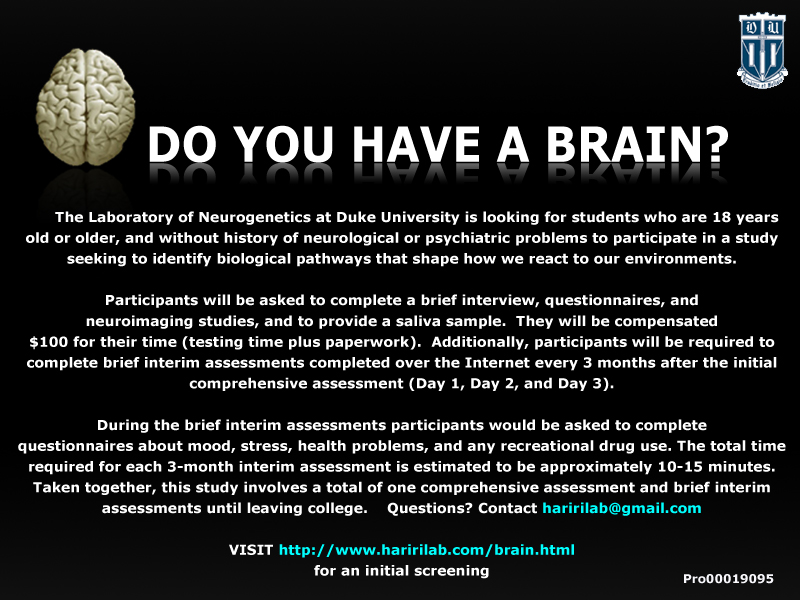 D U
DO YOU HAVE A BRAIN?
The Laboratory of Neurogenetics at Duke University is looking for students who are 18 years
old or older, and without history of neurological or psychiatric problems to participate in a study
seeking to identify biological pathways that shape how we react to our environments.
Participants will be asked to complete a brief interview, questionnaires, and
neuroimaging studies, and to provide a saliva sample. They will be compensated
$100 for their time (testing time plus paperwork). Additionally, participants will be required to
complete brief interim assessments completed over the Internet every 3 months after the initial
comprehensive assessment (Day 1, Day 2, and Day 3).
During the brief interim assessments participants would be asked to complete
questionnaires about mood, stress, health problems, and any recreational drug use. The total time
required for each 3-month interim assessment is estimated to be approximately 10-15 minutes.
Taken together, this study involves a total of one comprehensive assessment and brief interim
assessments until leaving college. Questions? Contact haririlab@gmail.com
VISIT http://www.haririlab.com/brain.html
for an initial screening
Pro00019095